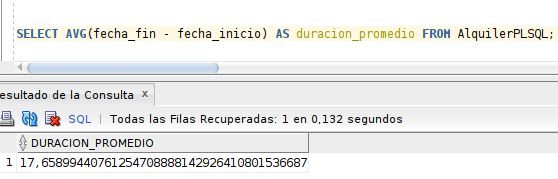 SELECT AVG(fecha_fin - fecha_inicio) AS duracion_promedio FROM AlquilerPLSQL;
esultado de la Consulta x
SQL | Todas las Filas Recuperadas: 1 en 0,132 segundos
DURACION_PROMEDIO
1 17,65899440761254708888142926410801536687